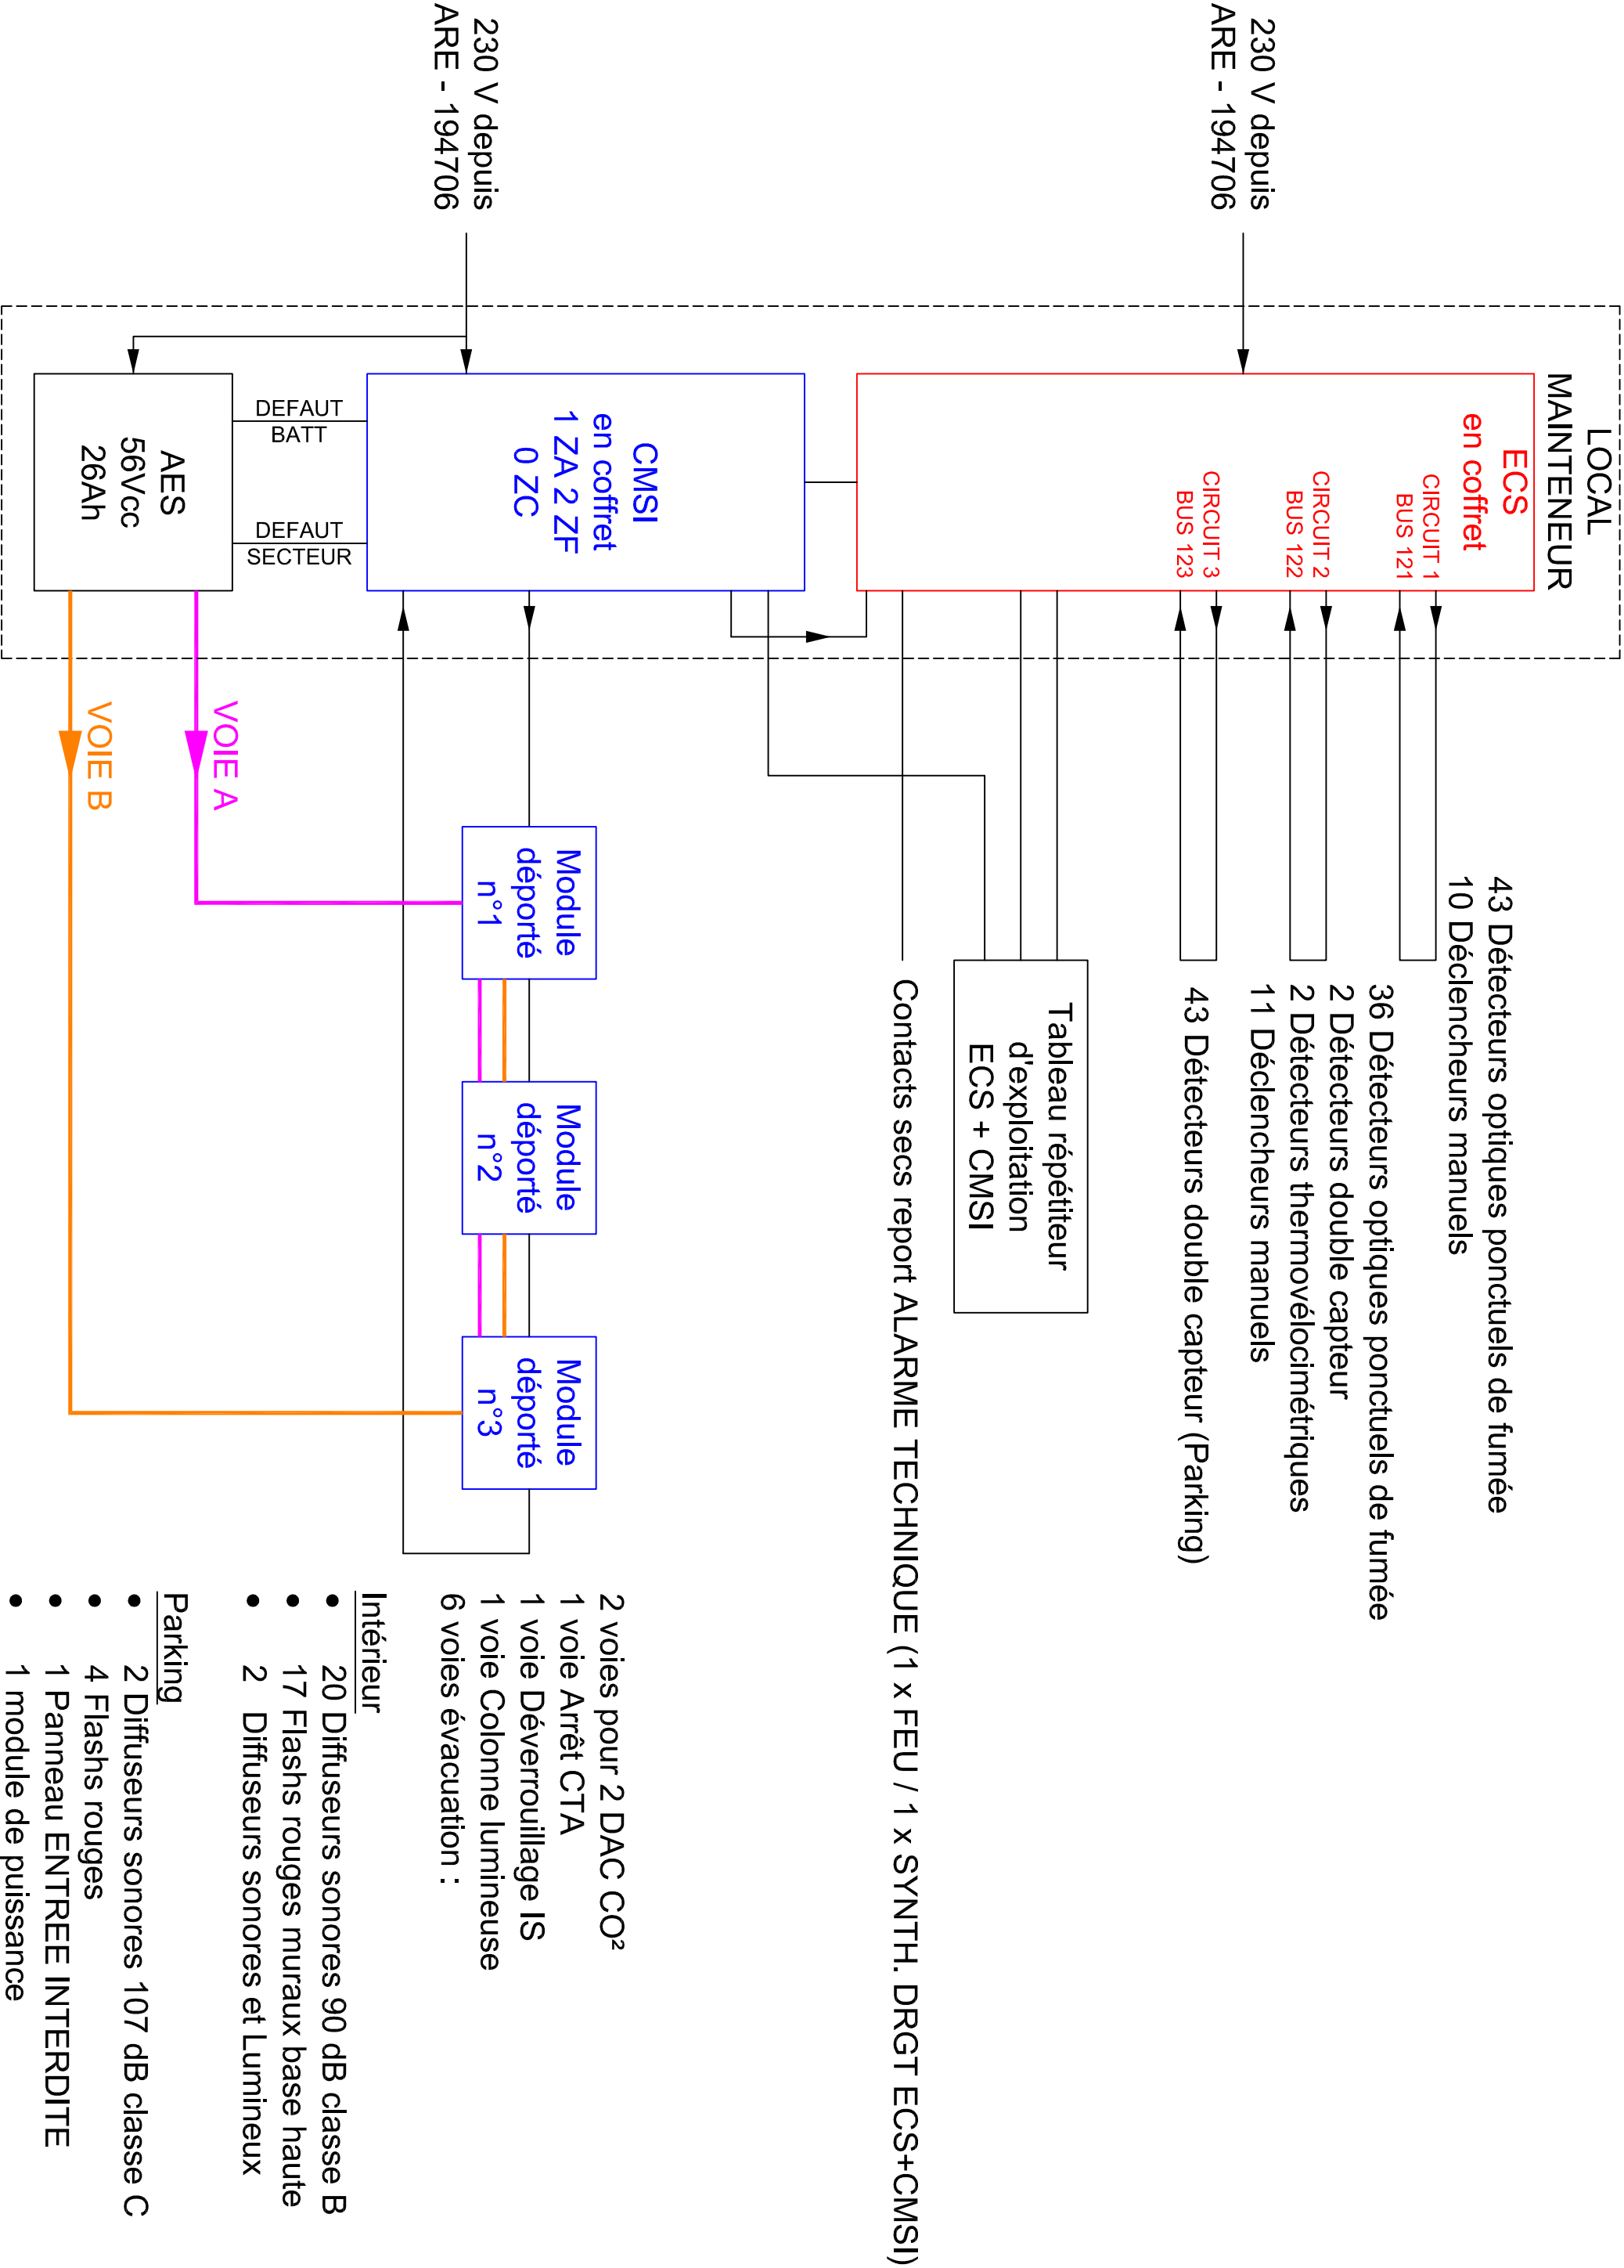 LOCAL
MAINTENEUR
230 V depuis
ARE - 194706
ECS
en coffret
CIRCUIT 1
BUS 121
CIRCUIT 2
BUS 122
CIRCUIT 3
BUS 123
43 Détecteurs optiques ponctuels de fumée
10 Déclencheurs manuels
36 Détecteurs optiques ponctuels de fumée
2 Détecteurs double capteur
2 Détecteurs thermovélocimétriques
11 Déclencheurs manuels
43 Détecteurs double capteur (Parking)
Tableau répétiteur
d'exploitation
ECS + CMSI
Contacts secs report ALARME TECHNIQUE (1 x FEU / 1 x SYNTH. DRGT ECS+CMSI)
230 V depuis
ARE - 194706
CMSI
en coffret
1 ZA 2 ZF
0 ZC
Module
déporté
n°1
Module
déporté
n°2
Module
déporté
n°3
2 voies pour 2 DAC CO²
1 voie Arrêt CTA
1 voie Déverrouillage IS
1 voie Colonne lumineuse
6 voies évacuation :
Intérieur
• 20 Diffuseurs sonores 90 dB classe B
• 17 Flashs rouges muraux base haute
• 2 Diffuseurs sonores et Lumineux
Parking
• 2 Diffuseurs sonores 107 dB classe C
• 4 Flashs rouges
• 1 Panneau ENTREE INTERDITE
• 1 module de puissance
DEFAUT
BATT
DEFAUT
SECTEUR
AES
56Vcc
26Ah
VOIE A
VOIE B